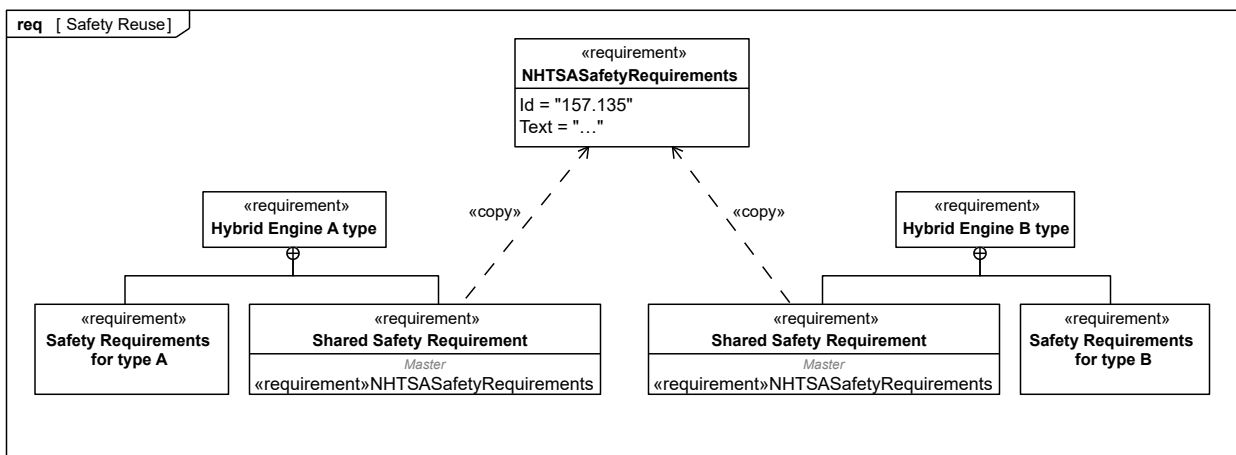 req [ Safety Reuse]
«requirement»
NHTSASafetyRequirements
Id = "157.135"
Text = "…"
«requirement»
Hybrid Engine A type
«copy»
«copy»
«requirement»
Hybrid Engine B type
«requirement»
Safety Requirements
for type A
«requirement»
Shared Safety Requirement
Master
«requirement»NHTSASafetyRequirements
«requirement»
Shared Safety Requirement
Master
«requirement»NHTSASafetyRequirements
«requirement»
Safety Requirements
for type B